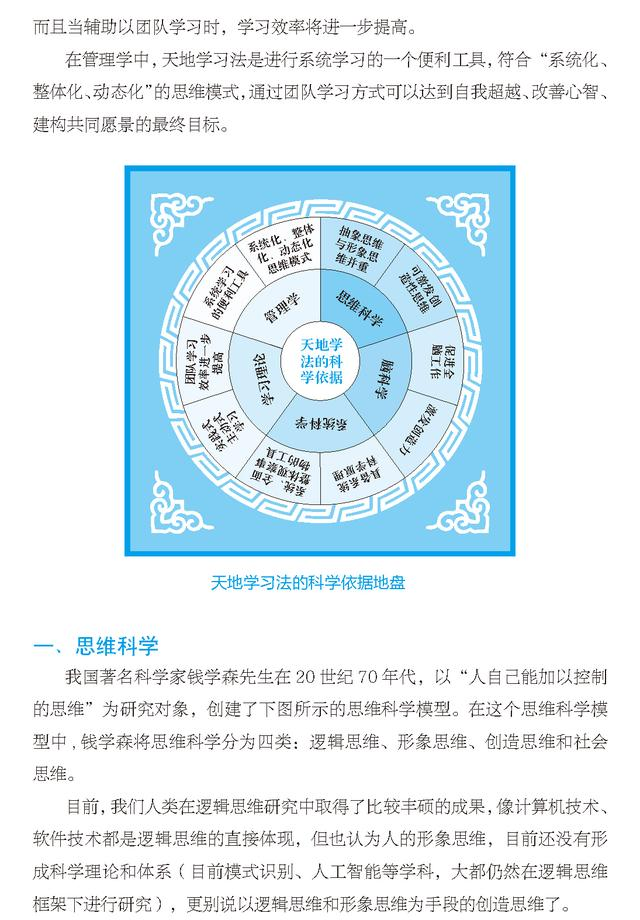 而且当辅助以团队学习时，学习效率将进一步提高。
在管理学中，天地学习法是进行系统学习的一个便利工具，符合“系统化、
整体化、动态化”的思维模式，通过团队学习方式可以达到自我超越、改善心智、
建构共同愿景的最终目标。
天地学
法的科
学依据
思维科学
脑科学
系统科学
学习理论
管理学
抽象思维
与形象思
维并重
可激发创
造性思维
促进全
脑工作
激发创造力
具备系统
科学原理
系统、全面
整体观察事
物的工具
实践式
主动式
学习
团队学习
效率进一步
提高
系统学习
的便利工具
系统化、整体
化、动态化
思维模式
天地学习法的科学依据地盘
一、思维科学
我国著名科学家钱学森先生在20世纪70年代，以“人自己能加以控制
的思维”为研究对象，创建了下图所示的思维科学模型。在这个思维科学模
型中，钱学森将思维科学分为四类：逻辑思维、形象思维、创造思维和社会
思维。
目前，我们人类在逻辑思维研究中取得了比较丰硕的成果，像计算机技术、
软件技术都是逻辑思维的直接体现，但也认为人的形象思维，目前还没有形
成科学理论和体系（目前模式识别、人工智能等学科，大都仍然在逻辑思维
框架下进行研究），更别说以逻辑思维和形象思维为手段的创造思维了。